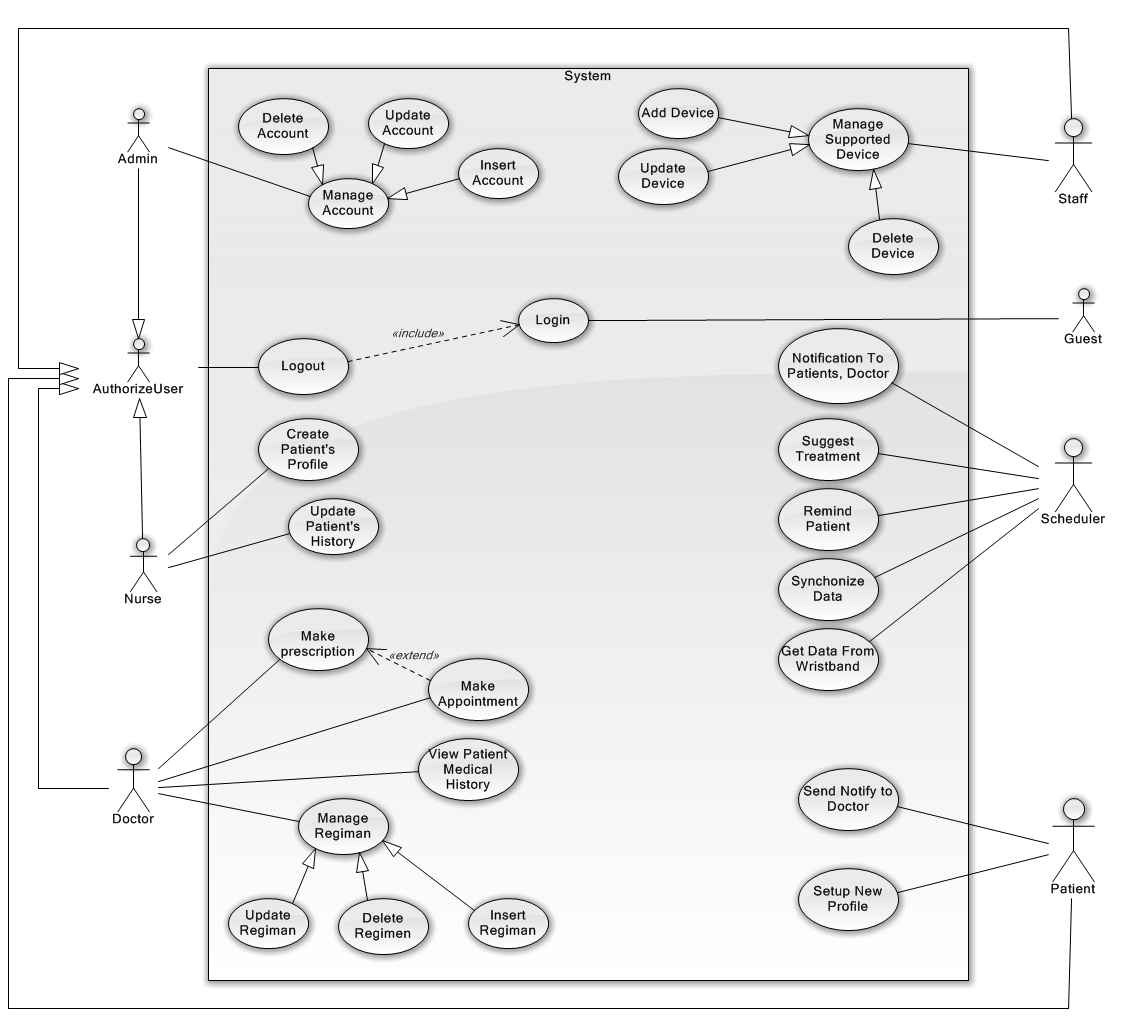 System
Delete
Account
Update
Account
Insert
Account
Manage
Account
Add Device
Update
Device
Manage
Supported
Device
Delete
Device
Admin
Staff
Login
«include»
Logout
Guest
AuthorizeUser
Notification To
Patients, Doctor
Create
Patient's
Profile
Suggest
Treatment
Update
Patient's
History
Remind
Patient
Scheduler
Nurse
Synchonize
Data
Make
prescription
«extend»
Get Data From
Wristband
Make
Appointment
View Patient
Medical
History
Doctor
Manage
Regiman
Send Notify to
Doctor
Patient
Setup New
Profile
Update
Regiman
Delete
Regimen
Insert
Regiman